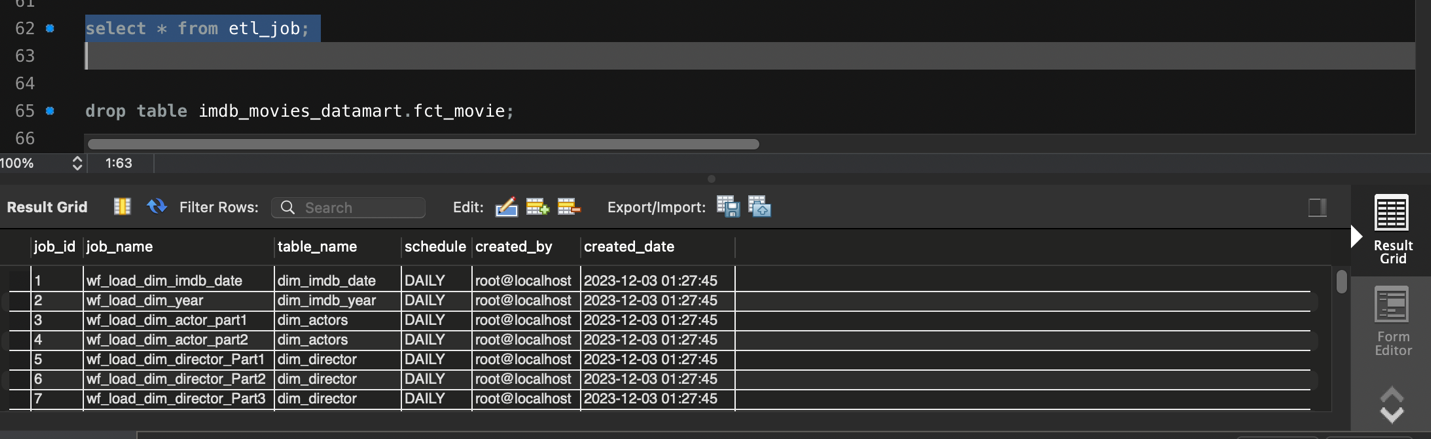 61
62 select * from etl_job;
63
64
65 drop table imdb_movies_datamart.fct_movie;
66
100% 1:63
Result Grid Filter Rows: Search Edit: Export/Import:
job_id job_name table_name schedule created_by created_date
1 wf_load_dim_imdb_date dim_imdb_date DAILY root@localhost 2023-12-03 01:27:45
2 wf_load_dim_year dim_imdb_year DAILY root@localhost 2023-12-03 01:27:45
3 wf_load_dim_actor_part1 dim_actors DAILY root@localhost 2023-12-03 01:27:45
4 wf_load_dim_actor_part2 dim_actors DAILY root@localhost 2023-12-03 01:27:45
5 wf_load_dim_director_Part1 dim_director DAILY root@localhost 2023-12-03 01:27:45
6 wf_load_dim_director_Part2 dim_director DAILY root@localhost 2023-12-03 01:27:45
7 wf_load_dim_director_Part3 dim_director DAILY root@localhost 2023-12-03 01:27:45
Result
Grid
Form
Editor